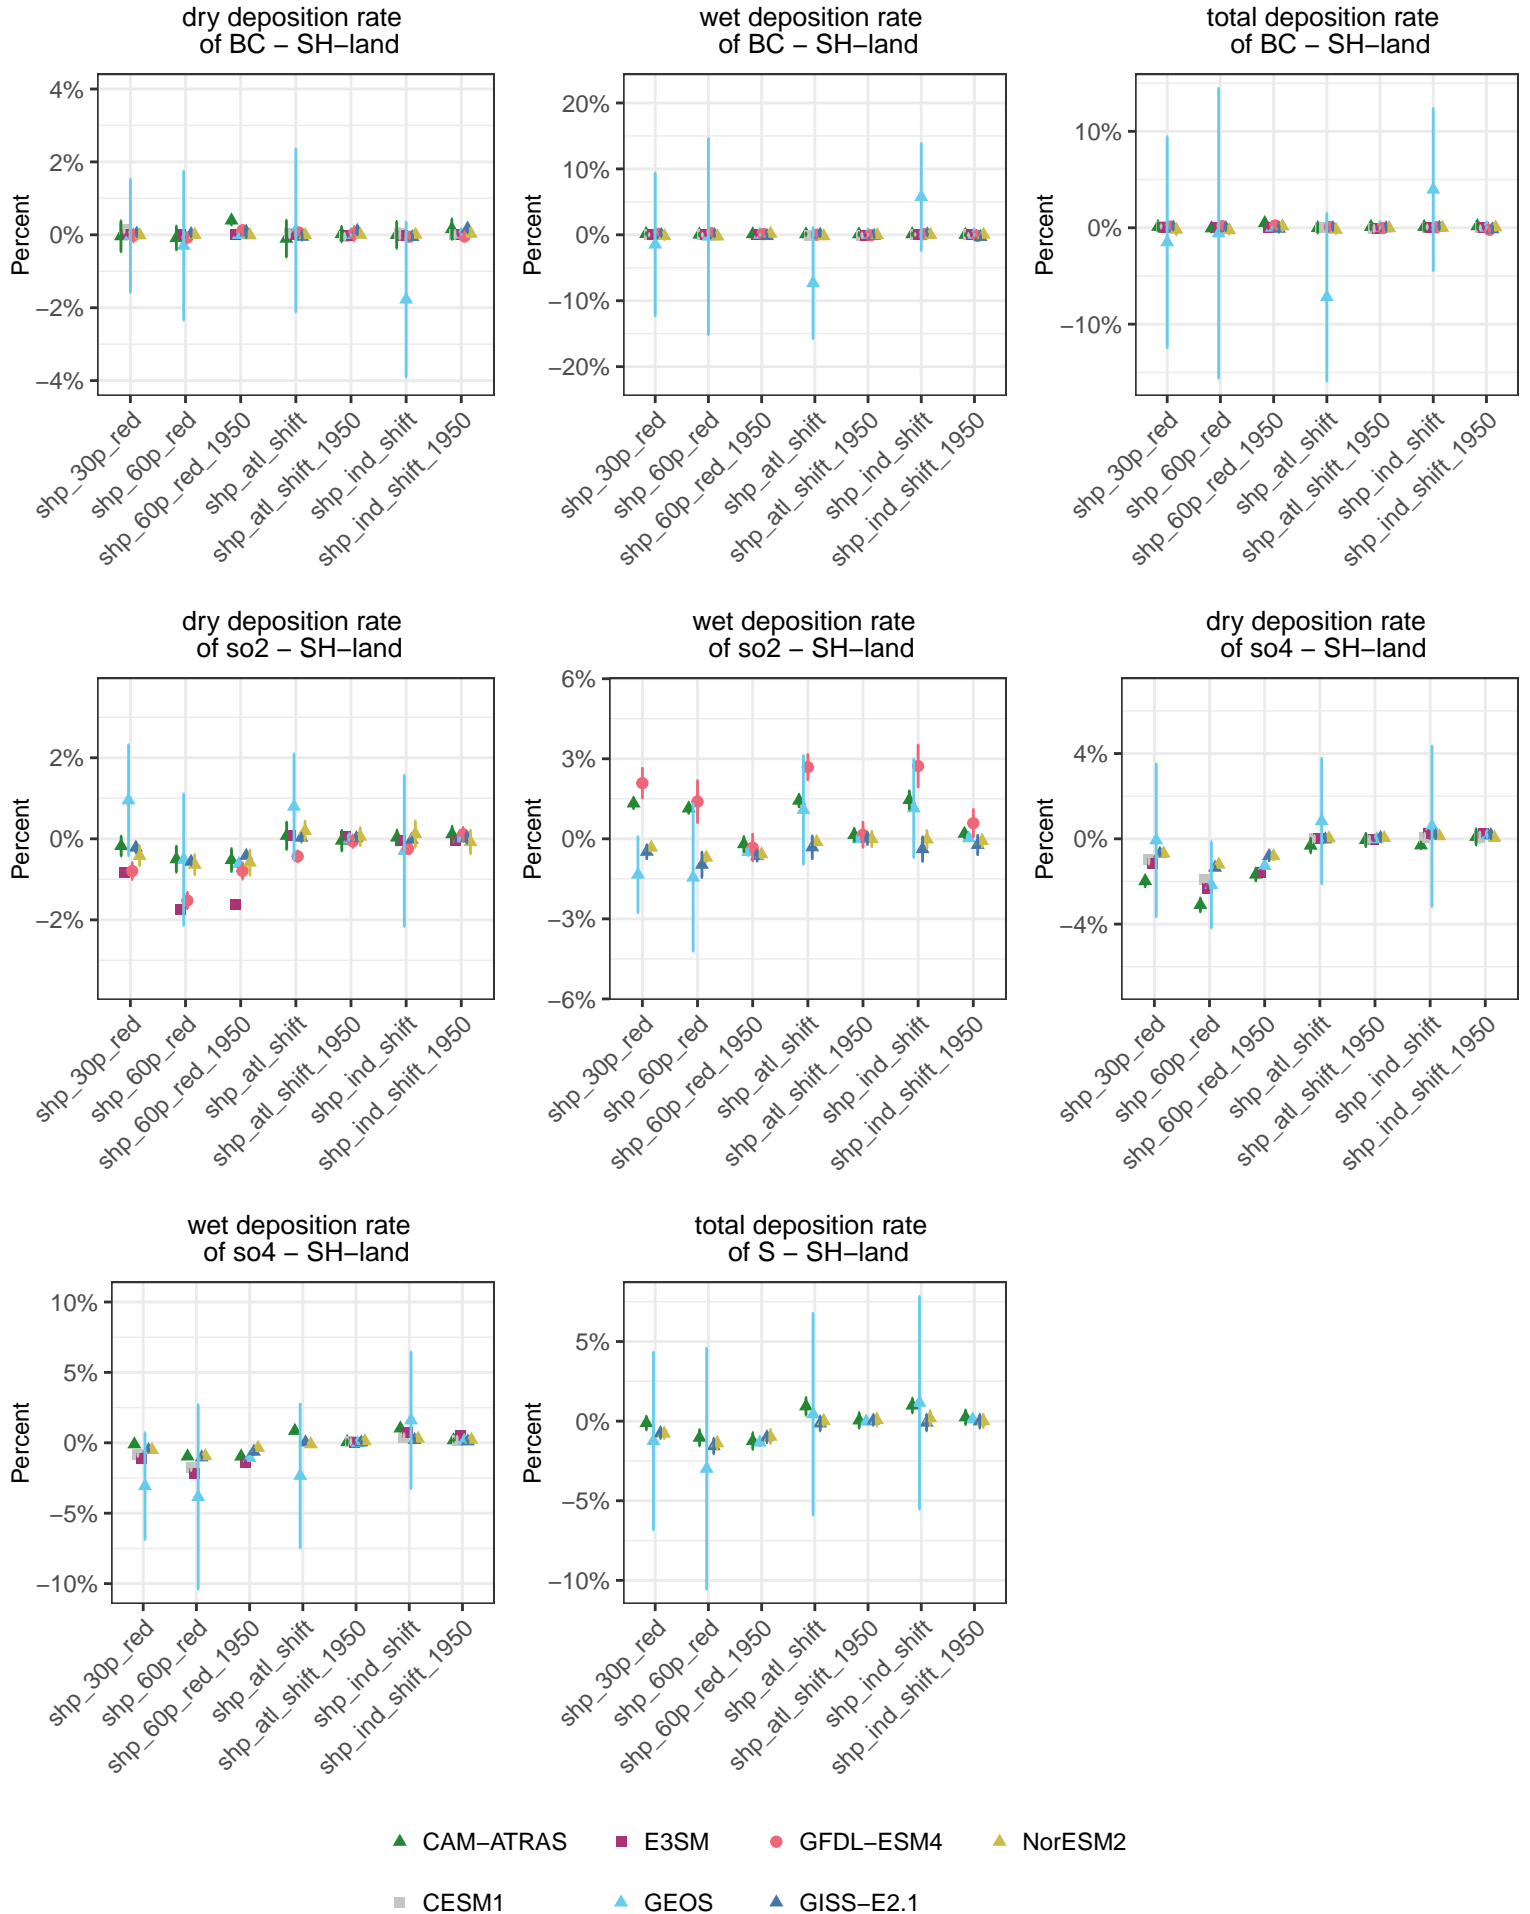 dry deposition rate
of BC − SH−land
wet deposition rate
of BC − SH−land
total deposition rate
of BC − SH−land
Percent
4%
2%
0%
−2%
−4%
shp_30p_red
shp_60p_red
shp_60p_red_1950
shp_atl_shift
shp_atl_shift_1950
shp_ind_shift
shp_ind_shift_1950
Percent
20%
10%
0%
−10%
−20%
shp_30p_red
shp_60p_red
shp_60p_red_1950
shp_atl_shift
shp_atl_shift_1950
shp_ind_shift
shp_ind_shift_1950
Percent
10%
0%
−10%
shp_30p_red
shp_60p_red
shp_60p_red_1950
shp_atl_shift
shp_atl_shift_1950
shp_ind_shift
shp_ind_shift_1950
dry deposition rate
of so2 − SH−land
wet deposition rate
of so2 − SH−land
dry deposition rate
of so4 − SH−land
Percent
2%
0%
−2%
shp_30p_red
shp_60p_red
shp_60p_red_1950
shp_atl_shift
shp_atl_shift_1950
shp_ind_shift
shp_ind_shift_1950
Percent
6%
3%
0%
−3%
−6%
shp_30p_red
shp_60p_red
shp_60p_red_1950
shp_atl_shift
shp_atl_shift_1950
shp_ind_shift
shp_ind_shift_1950
Percent
4%
0%
−4%
shp_30p_red
shp_60p_red
shp_60p_red_1950
shp_atl_shift
shp_atl_shift_1950
shp_ind_shift
shp_ind_shift_1950
wet deposition rate
of so4 − SH−land
total deposition rate
of S − SH−land
Percent
10%
5%
0%
−5%
−10%
shp_30p_red
shp_60p_red
shp_60p_red_1950
shp_atl_shift
shp_atl_shift_1950
shp_ind_shift
shp_ind_shift_1950
Percent
5%
0%
−5%
−10%
shp_30p_red
shp_60p_red
shp_60p_red_1950
shp_atl_shift
shp_atl_shift_1950
shp_ind_shift
shp_ind_shift_1950
CAM−ATRAS
E3SM
GFDL−ESM4
NorESM2
CESM1
GEOS
GISS−E2.1